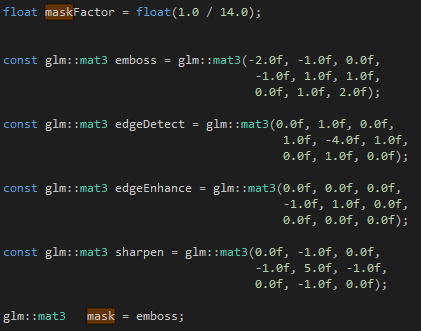 float maskFactor = float(1.0 / 14.0);
const glm::mat3 emboss = glm::mat3(-2.0f, -1.0f, 0.0f,
-1.0f, 1.0f, 1.0f,
0.0f, 1.0f, 2.0f);
const glm::mat3 edgeDetect = glm::mat3(0.0f, 1.0f, 0.0f,
1.0f, -4.0f, 1.0f,
0.0f, 1.0f, 0.0f);
const glm::mat3 edgeEnhance = glm::mat3(0.0f, 0.0f, 0.0f,
-1.0f, 1.0f, 0.0f,
0.0f, 0.0f, 0.0f);
const glm::mat3 sharpen = glm::mat3(0.0f, -1.0f, 0.0f,
-1.0f, 5.0f, -1.0f,
0.0f, -1.0f, 0.0f);
glm::mat3 mask = emboss;